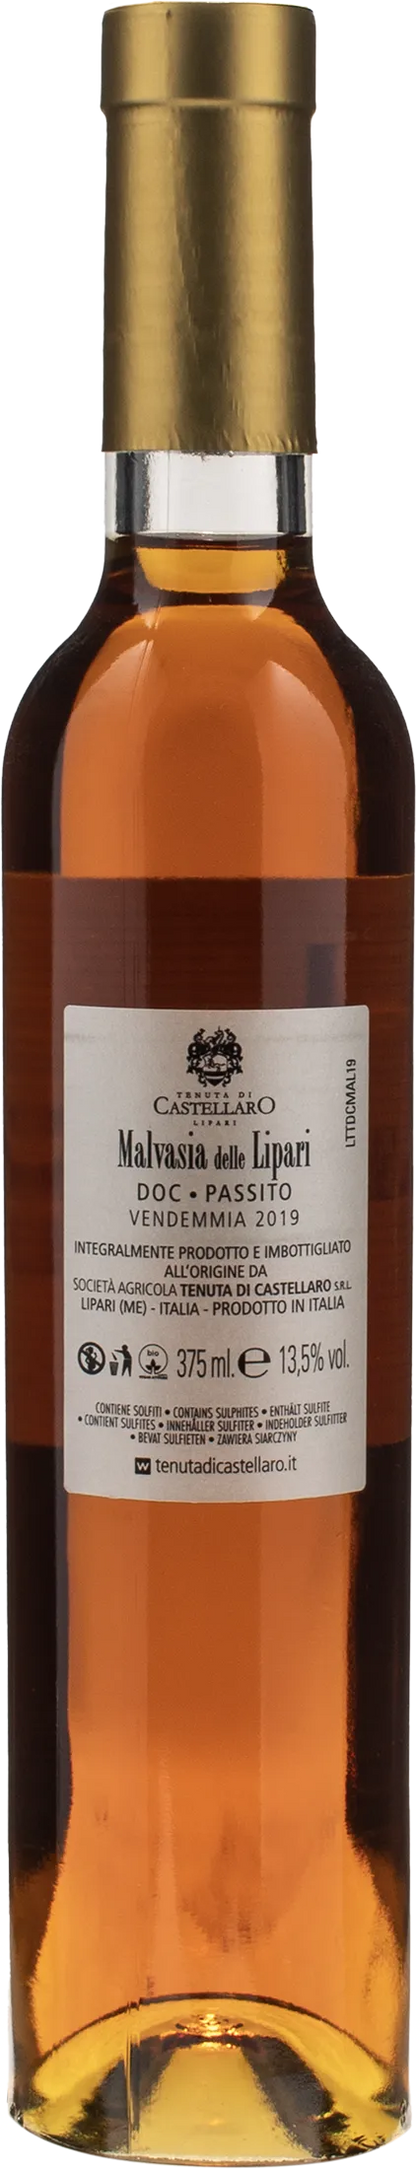 TENUTA DI
CASTELLARO
LIPARI
Malvasia delle Lipari
DOC • PASSITO
VENDEMMIA 2019
LTTDCMAL19
INTEGRALMENTE PRODOTTO E IMBOTTIGLIATO
ALL'ORIGINE DA
SOCIETÀ AGRICOLA TENUTA DI CASTELLARO S.R.L.
LIPARI (ME) - ITALIA - PRODOTTO IN ITALIA
bio
375 ml. e 13,5% vol.
CONTIENE SOLFITI • CONTAINS SULPHITES • ENTHÄLT SULFITE
• CONTIENT SULFITES • INNEHÅLLER SULFITER • INDEHOLDER SULFITTER
• BEVAT SULFIETEN • ZAWIERA SIARCZYNY
w tenutadicastellaro.it